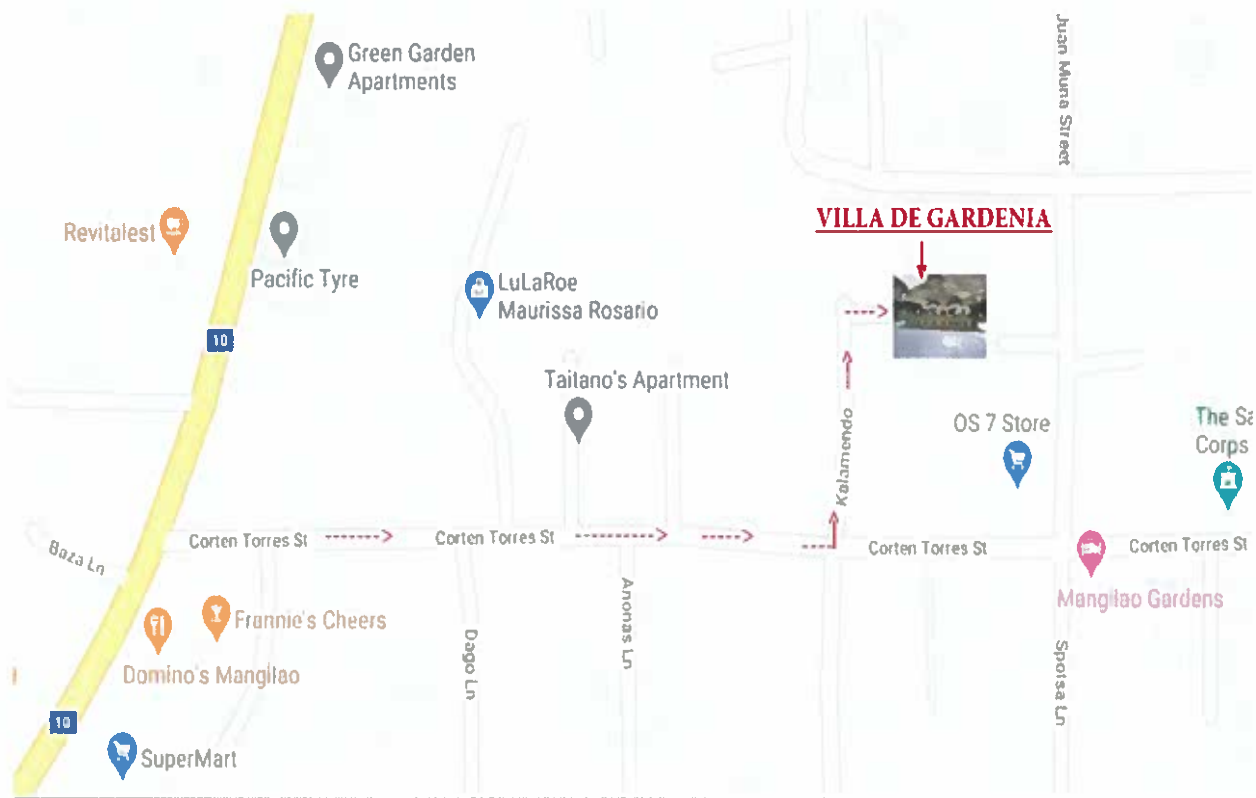 Green Garden
Apartments
Juan Muna Street
VILLA DE GARDENIA
Revitalest
Pacific Tyre
LuLaRoe
Maurissa Rosario
10
Taitano's Apartment
Kalamendo
OS 7 Store
The Sa
Corps
Baza Ln
Corten Torres St
Corten Torres St
Corten Torres St
Corten Torres St
Mangilao Gardens
Frannie's Cheers
Domino's Mangilao
Dago Ln
Anonas Ln
Spotsa Ln
10
SuperMart